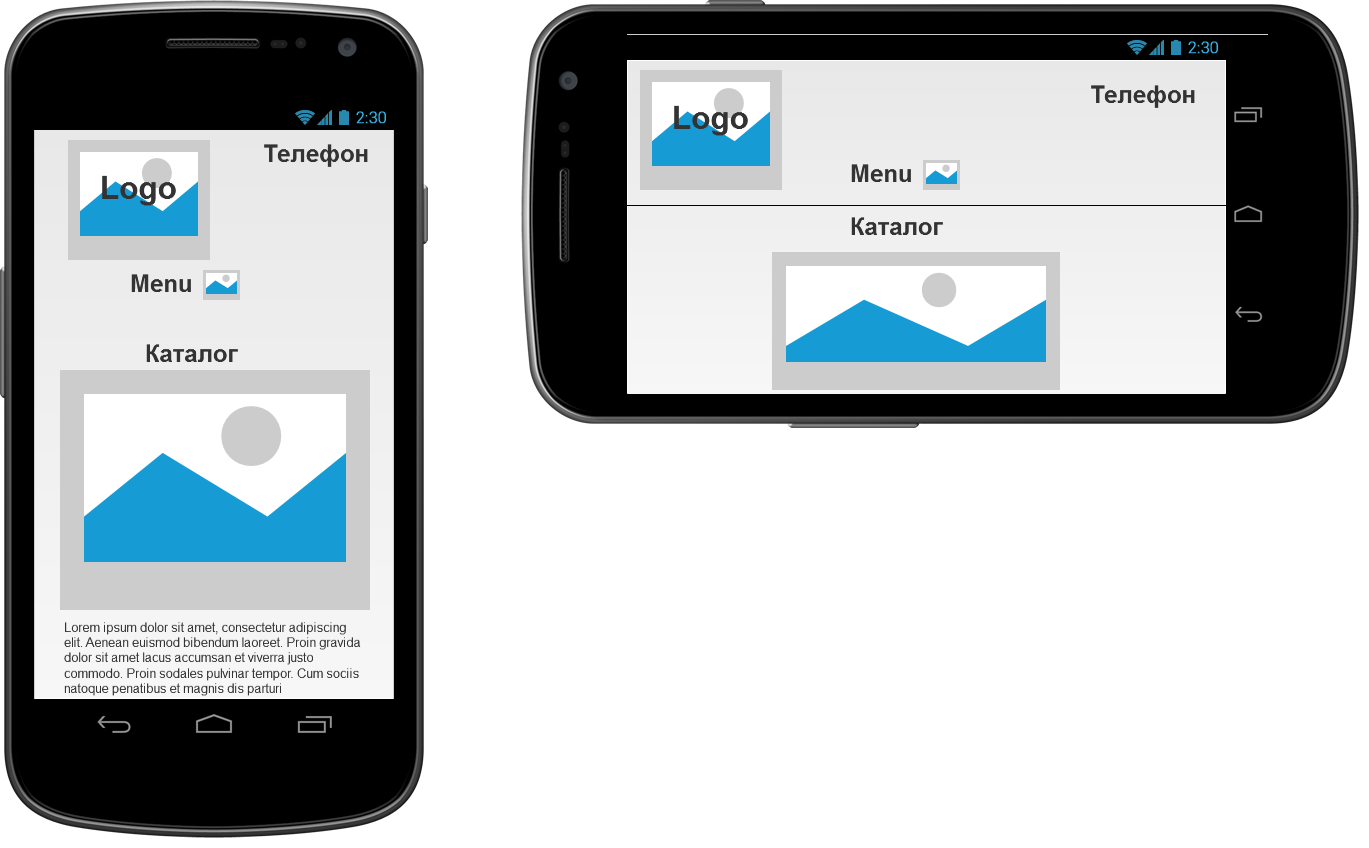 2:30
Телефон
Logo
Menu
Каталог
Lorem ipsum dolor sit amet, consectetur adipiscing
elit. Aenean euismod bibendum laoreet. Proin gravida
dolor sit amet lacus accumsan et viverra justo
commodo. Proin sodales pulvinar tempor. Cum sociis
natoque penatibus et magnis dis parturi
2:30
Телефон
Logo
Menu
Каталог